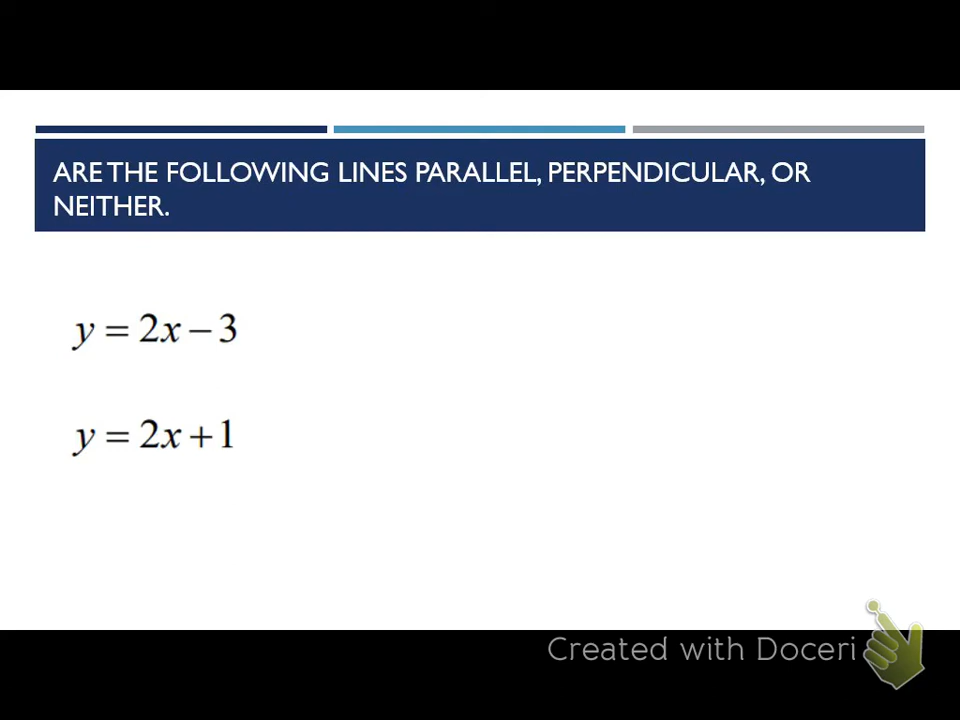 ARE THE FOLLOWING LINES PARALLEL, PERPENDICULAR, OR
NEITHER.
y = 2x − 3
y = 2x + 1
Created with Doceri